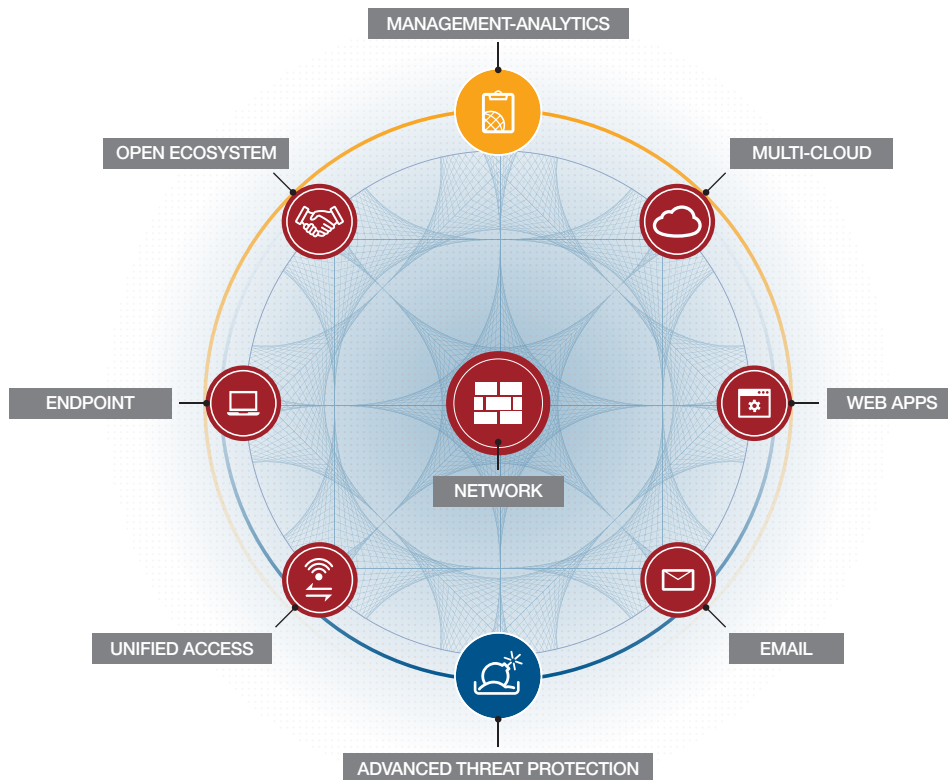 MANAGEMENT-ANALYTICS
OPEN ECOSYSTEM
MULTI-CLOUD
ENDPOINT
WEB APPS
NETWORK
UNIFIED ACCESS
EMAIL
ADVANCED THREAT PROTECTION